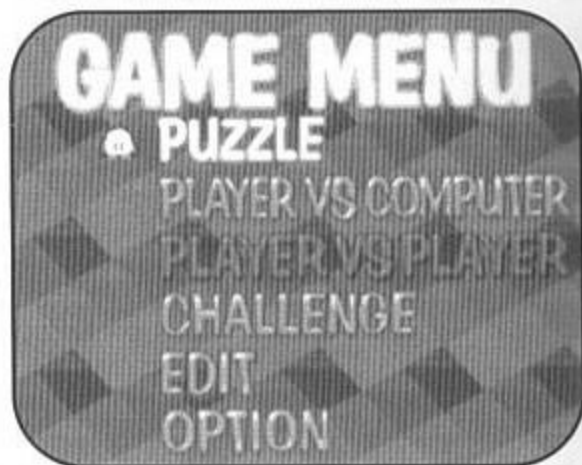 GAME MENU
PUZZLE
PLAYER VS COMPUTER
PLAYER VS PLAYER
CHALLENGE
EDIT
OPTION